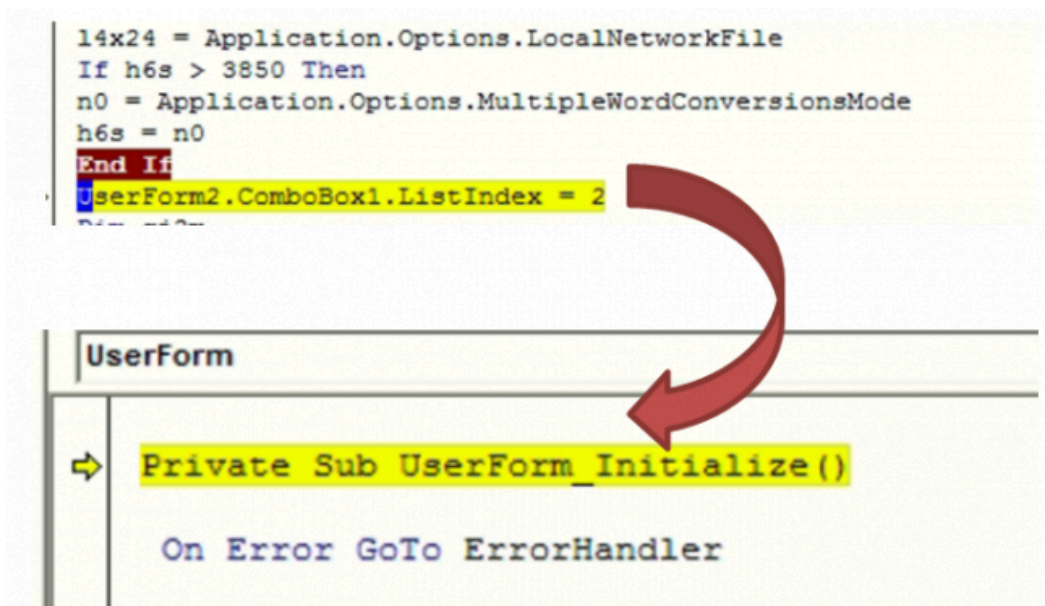 l4x24 = Application.Options.LocalNetworkFile
If h6s > 3850 Then
n0 = Application.Options.MultipleWordConversionsMode
h6s = n0
End If
UserForm2.ComboBox1.ListIndex = 2
UserForm
Private Sub UserForm_Initialize()
On Error GoTo ErrorHandler